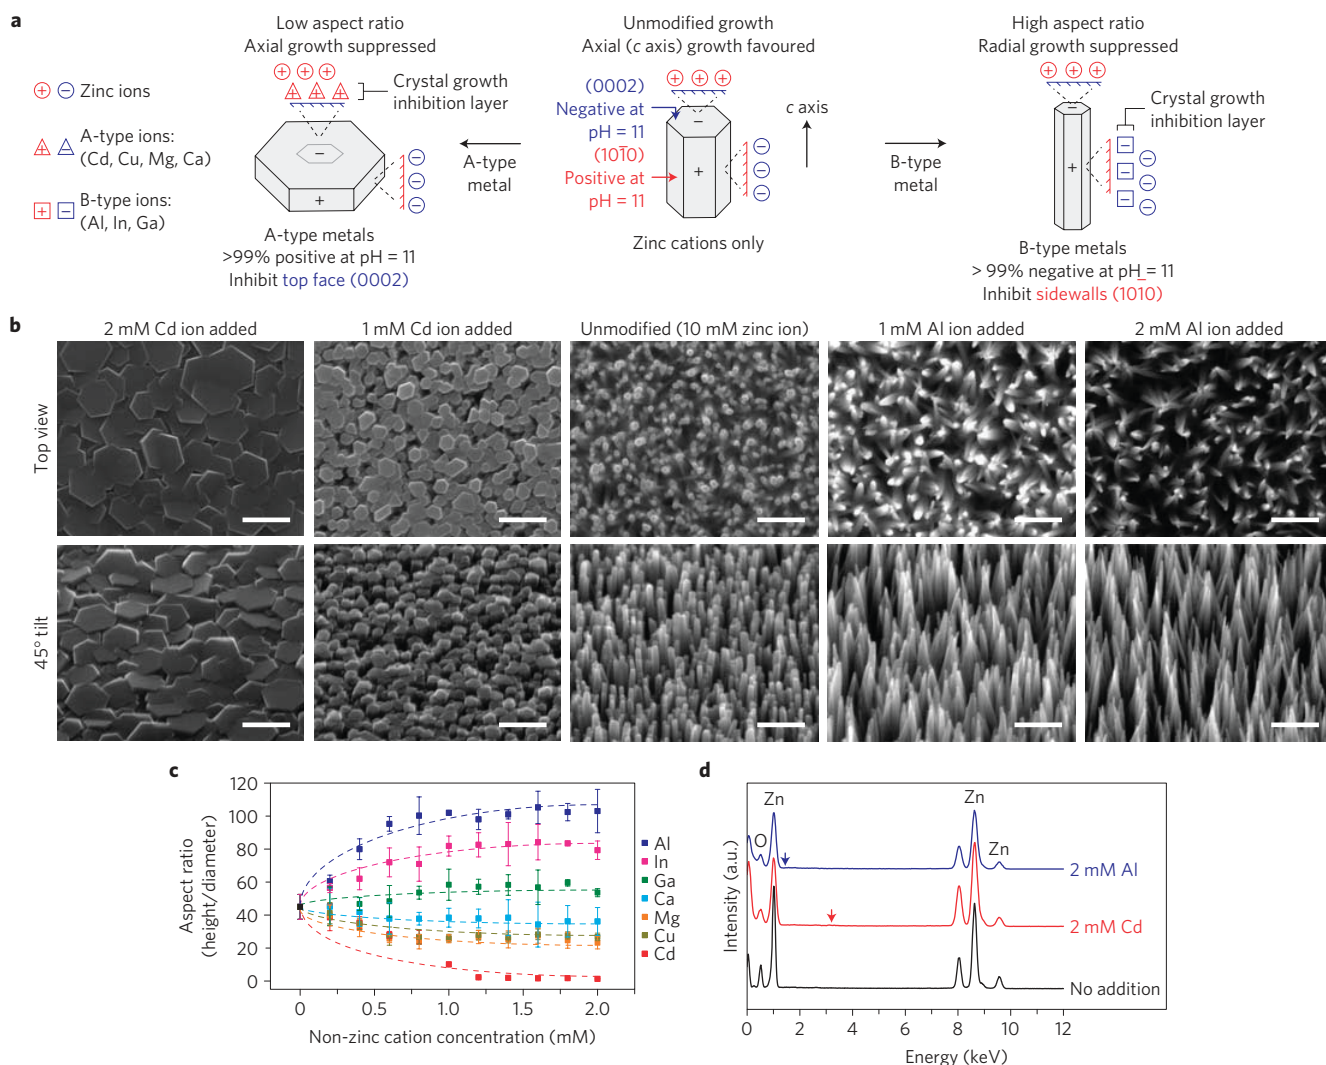 a
Low aspect ratio
Axial growth suppressed
Unmodified growth
Axial (c axis) growth favoured
High aspect ratio
Radial growth suppressed
Zinc ions
A-type ions:
(Cd, Cu, Mg, Ca)
B-type ions:
(Al, In, Ga)
Crystal growth
inhibition layer
A-type metals
>99% positive at pH = 11
Inhibit top face (0002)
A-type
metal
(0002)
Negative at
pH = 11
(101̅0)
Positive at
pH = 11
c axis
Zinc cations only
B-type
metal
Crystal growth
inhibition layer
B-type metals
> 99% negative at pH = 11
Inhibit sidewalls (101̅0)
b
2 mM Cd ion added
1 mM Cd ion added
Unmodified (10 mM zinc ion)
1 mM Al ion added
2 mM Al ion added
Top view
45° tilt
c
Aspect ratio
(height/diameter)
120
100
80
60
40
20
0
0
0.5
1.0
1.5
2.0
Non-zinc cation concentration (mM)
Al
In
Ga
Ca
Mg
Cu
Cd
d
Intensity (a.u.)
O
Zn
Zn
Zn
2 mM Al
2 mM Cd
No addition
0
2
4
6
8
10
12
Energy (keV)